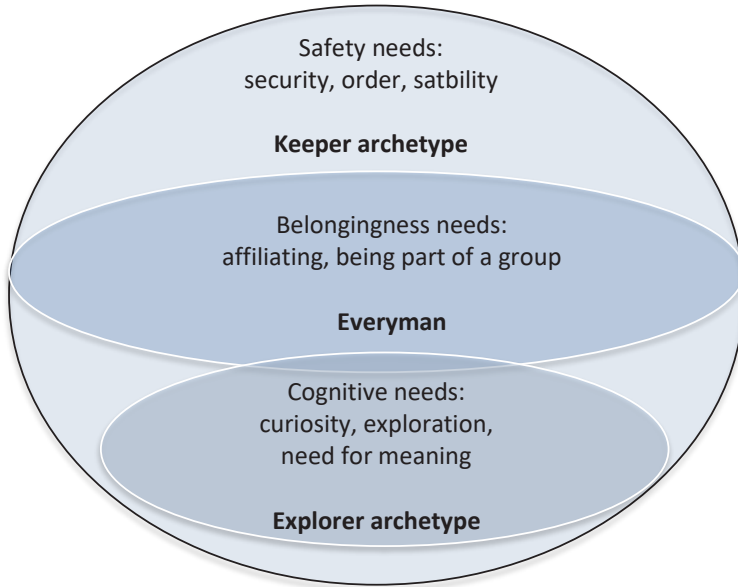 Safety needs:
security, order, satbility
Keeper archetype
Belongingness needs:
affiliating, being part of a group
Everyman
Cognitive needs:
curiosity, exploration,
need for meaning
Explorer archetype